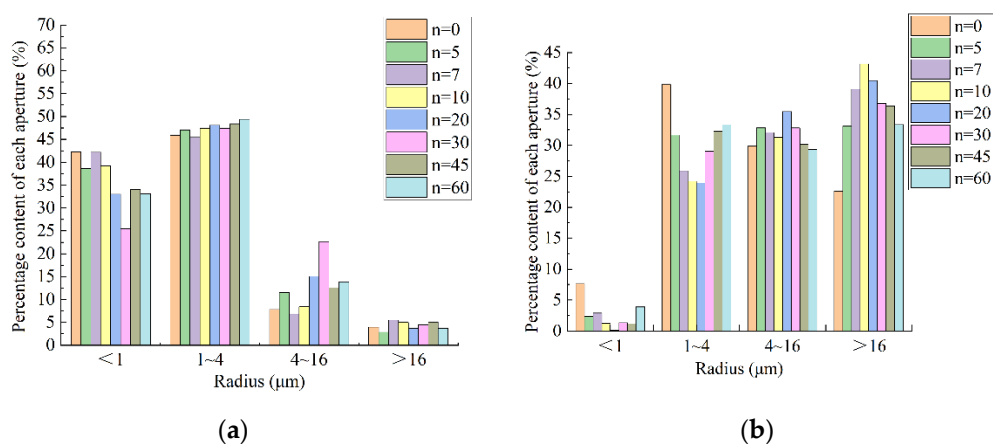 Percentage content of each aperture (%)
70
65
60
55
50
45
40
35
30
25
20
15
10
5
0
n=0
n=5
n=7
n=10
n=20
n=30
n=45
n=60
<1 1~4 4~16 >16
Radius (μm)
(a)
Percentage content of each aperture (%)
45
40
35
30
25
20
15
10
5
0
n=0
n=5
n=7
n=10
n=20
n=30
n=45
n=60
<1 1~4 4~16 >16
Radius (μm)
(b)